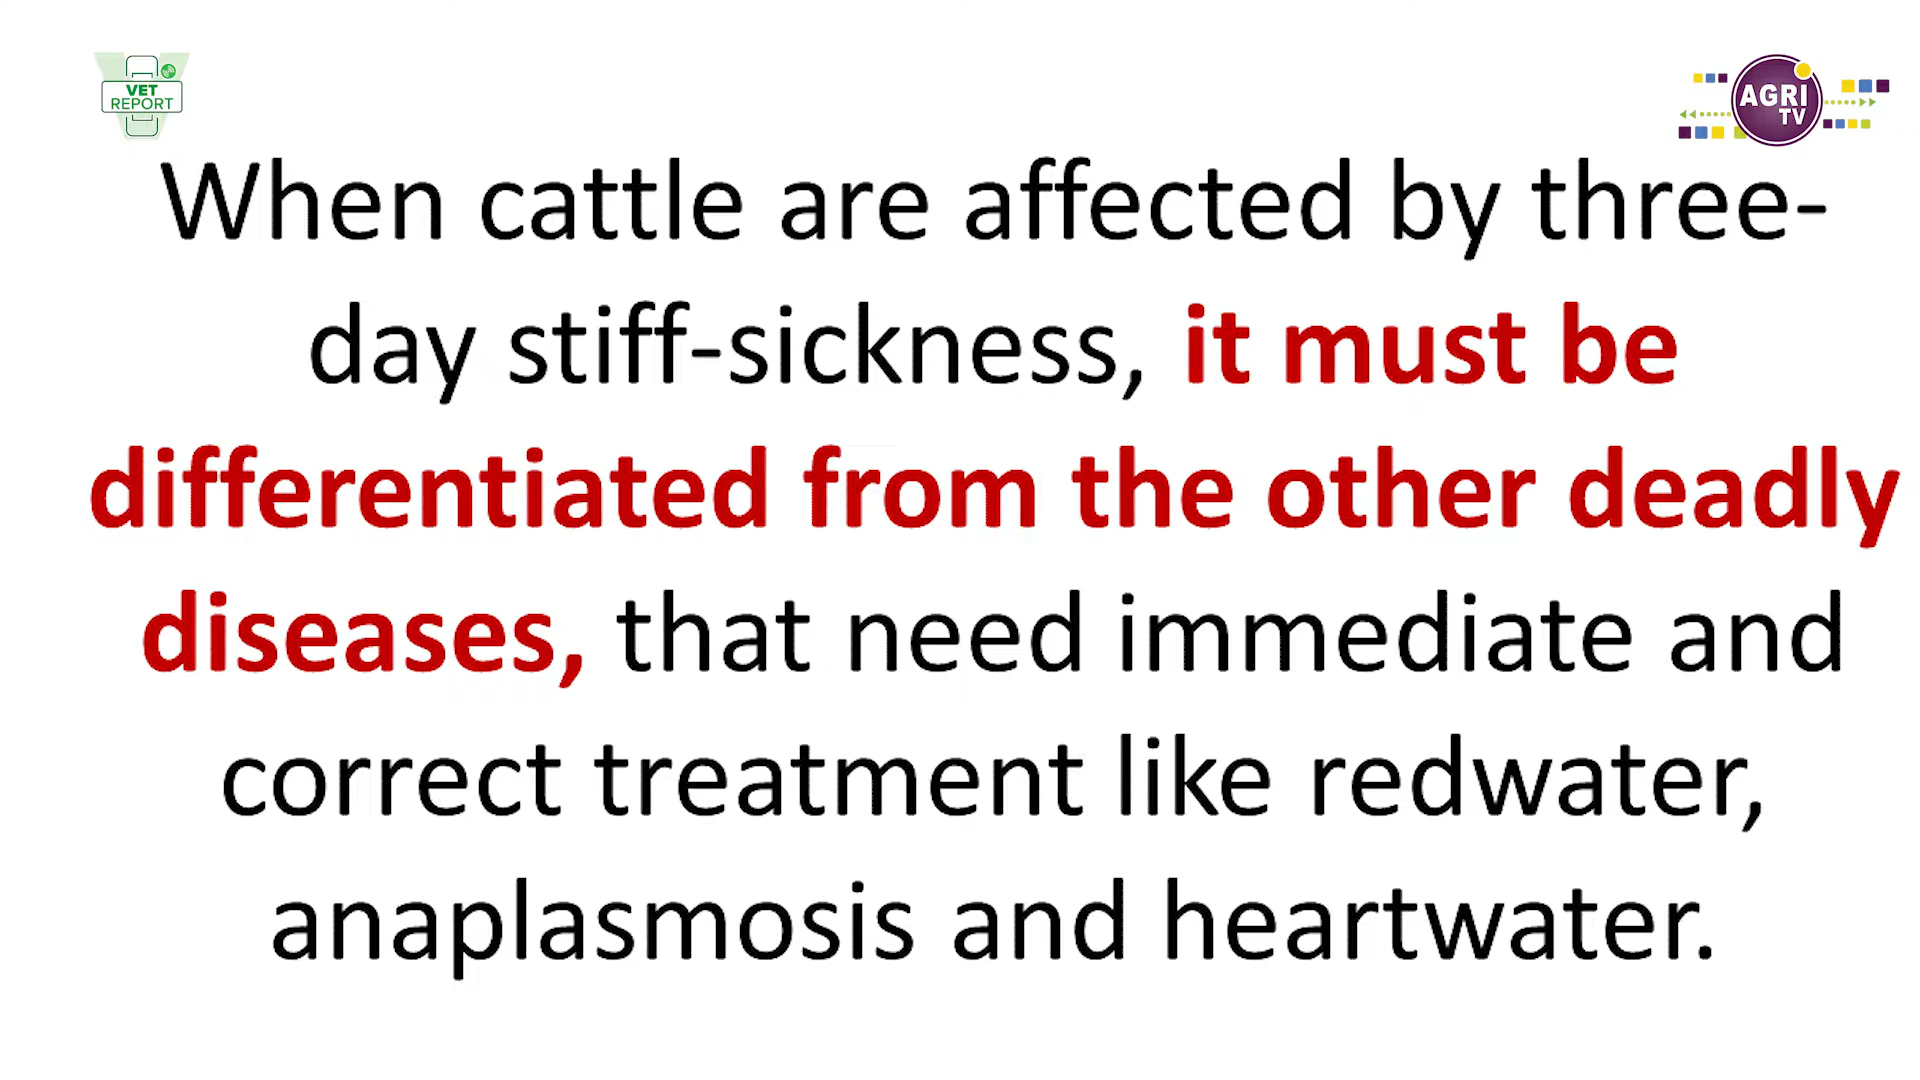 VET
REPORT
AGRI
TV
When cattle are affected by three-
day stiff-sickness, it must be
differentiated from the other deadly
diseases, that need immediate and
correct treatment like redwater,
anaplasmosis and heartwater.